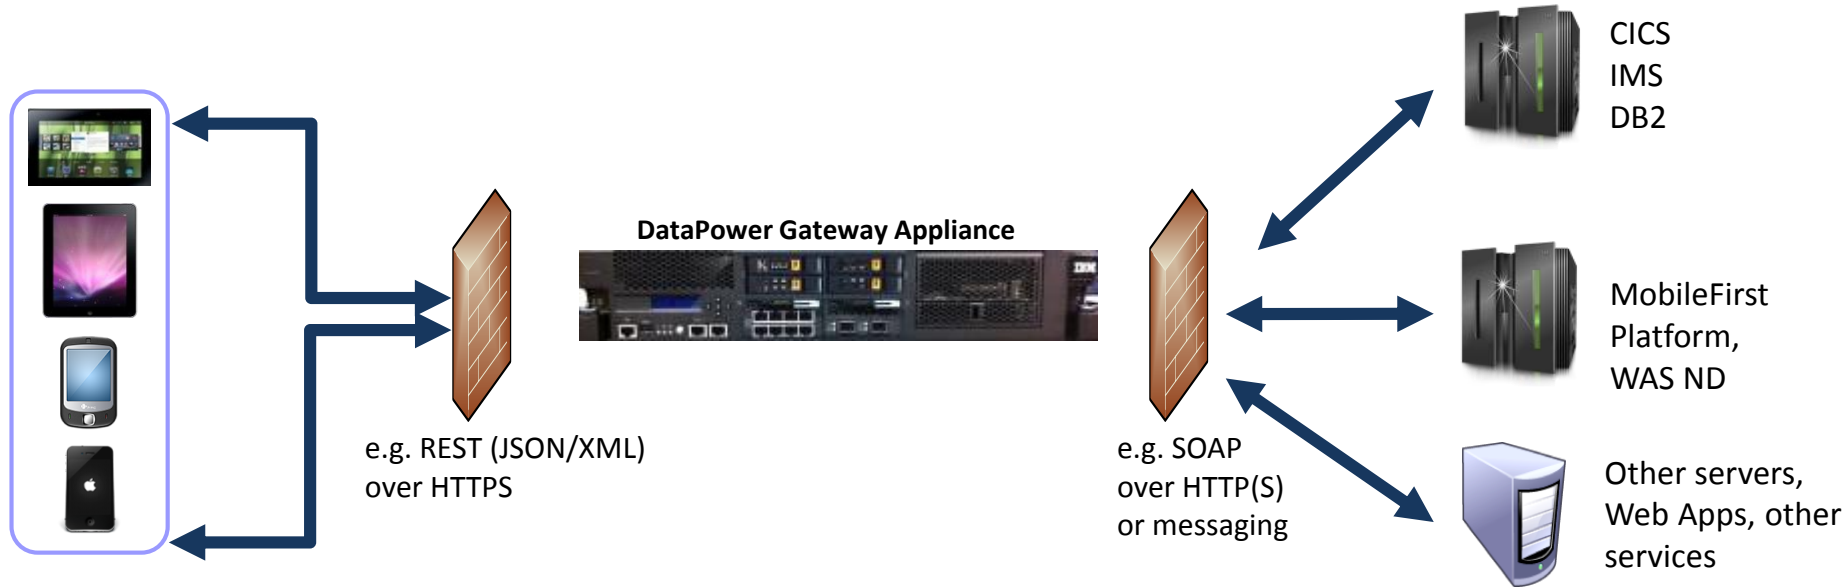 DataPower Gateway Appliance
e.g. REST (JSON/XML)
over HTTPS
e.g. SOAP
over HTTP(S)
or messaging
CICS
IMS
DB2
MobileFirst
Platform,
WAS ND
Other servers,
Web Apps, other
services